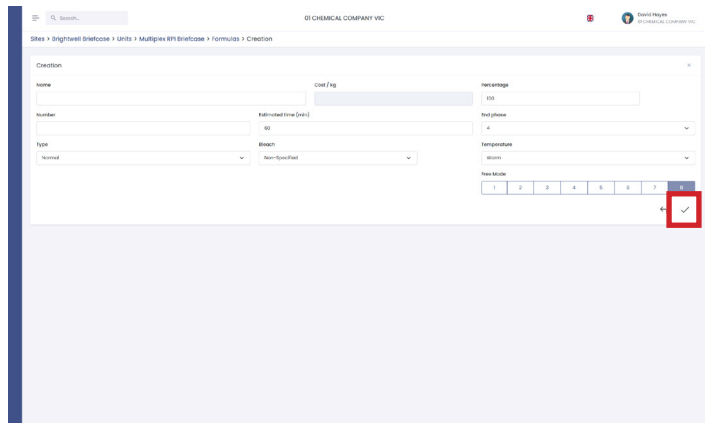 Search...
01 CHEMICAL COMPANY VIC
David Hayes
01 CHEMICAL COMPANY VIC
Sites > Brightwell Briefcase > Units > Multiplex RPI Briefcase > Formulas > Creation
Creation
Name
Cost / kg
Percentage
100
Number
Estimated time (min)
End phase
60
4
Type
Bleach
Temperature
Normal
Non-Specified
Warm
Free Mode
1 2 3 4 5 6 7 8